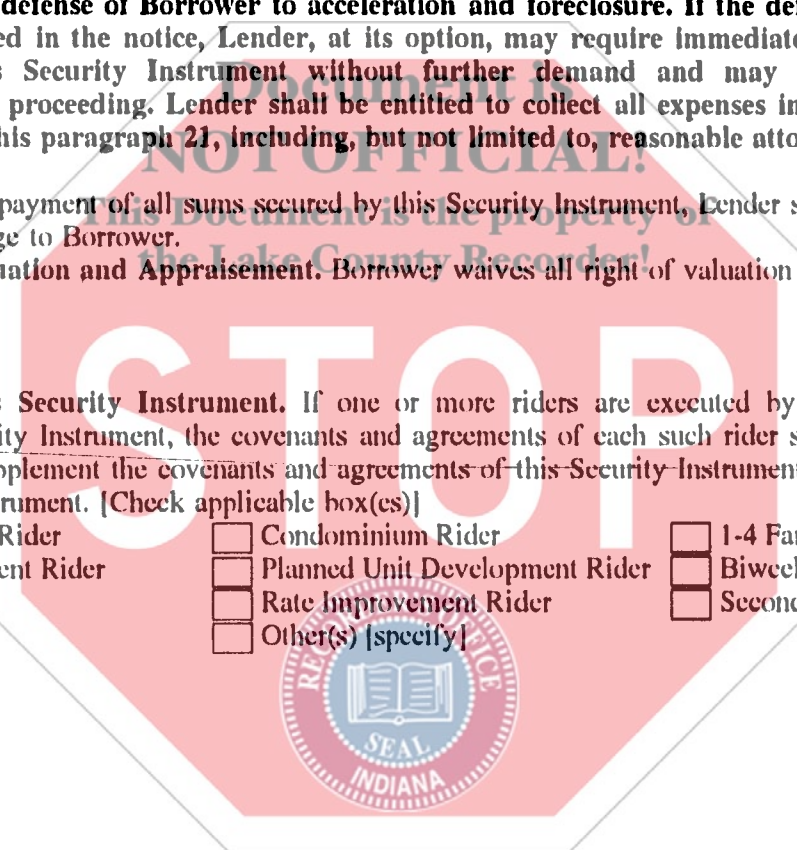 defense of Borrower to acceleration and foreclosure. If the de
ed in the notice, Lender, at its option, may require immediate
s Security Instrument without further demand and may
Document is
proceeding. Lender shall be entitled to collect all expenses in
his paragraph 21, including, but not limited to, reasonable atto
NOT OFFICIAL!
payment of all sums secured by this Security Instrument, Lender s
This Document is the property of
ge to Borrower.
the Lake County Recorder!
uation and Appraisement. Borrower waives all right of valuation
STOP
s Security Instrument. If one or more riders are executed by
ity Instrument, the covenants and agreements of each such rider s
pplement the covenants and agreements of this Security Instrument
rument. [Check applicable box(es)]
Rider Condominium Rider 1-4 Fa
ent Rider Planned Unit Development Rider Biweek
Rate Improvement Rider Second
Other(s) [specify]
RECORDER'S OFFICE
SEAL
INDIANA